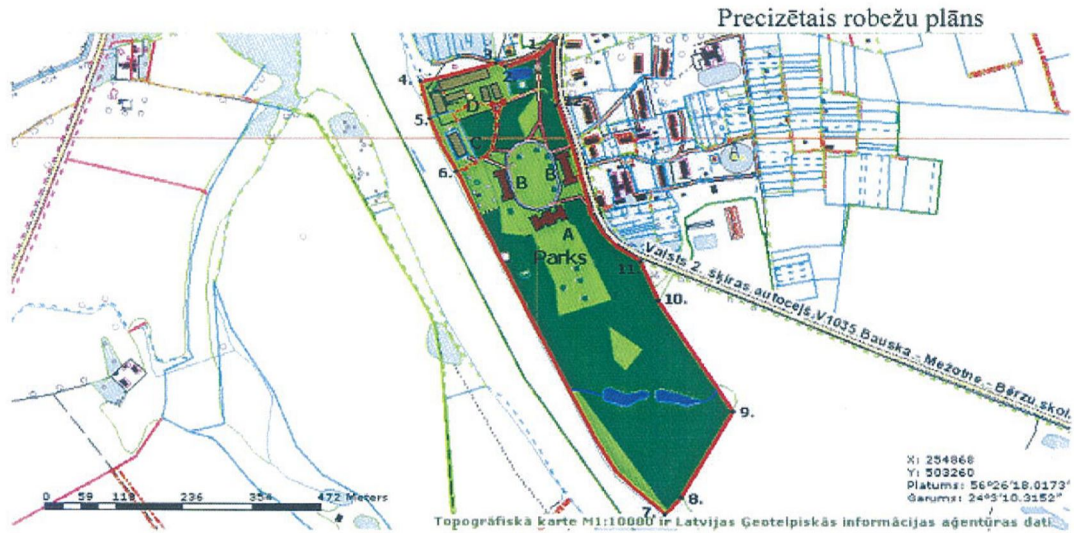 Precizētais robežu plāns
1.
4.
5.
D
C
6.
B B
A
Parks
11.
10.
Valsts 2. šķiras autoceļš V1035 Bauska - Mežotne - Bērzu skol.
9.
8.
7.
0 59 118 236 354 472 Meters
X: 254868
Y: 503260
Platums: 56°26'18.0173"
Garums: 24°3'10.3152"
Topogrāfiskā karte M1:10000 ir Latvijas Ģeotelpiskās informācijas aģentūras dati